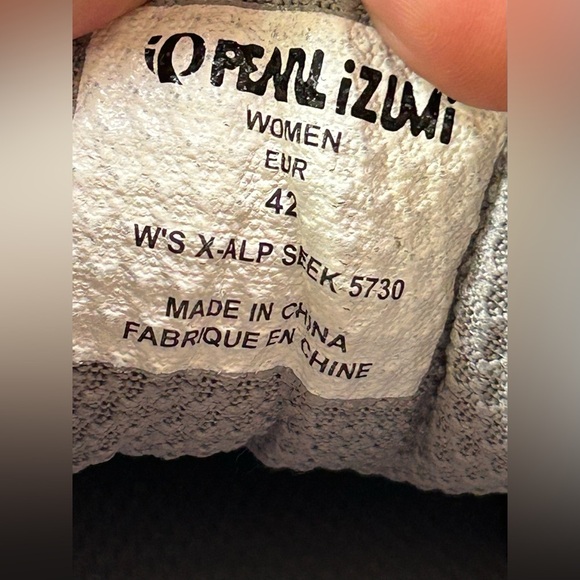 PEARL iZUMi
WOMEN
EUR
42
W'S X-ALP SEEK 5730
MADE IN CHINA
FABRIQUE EN CHINE